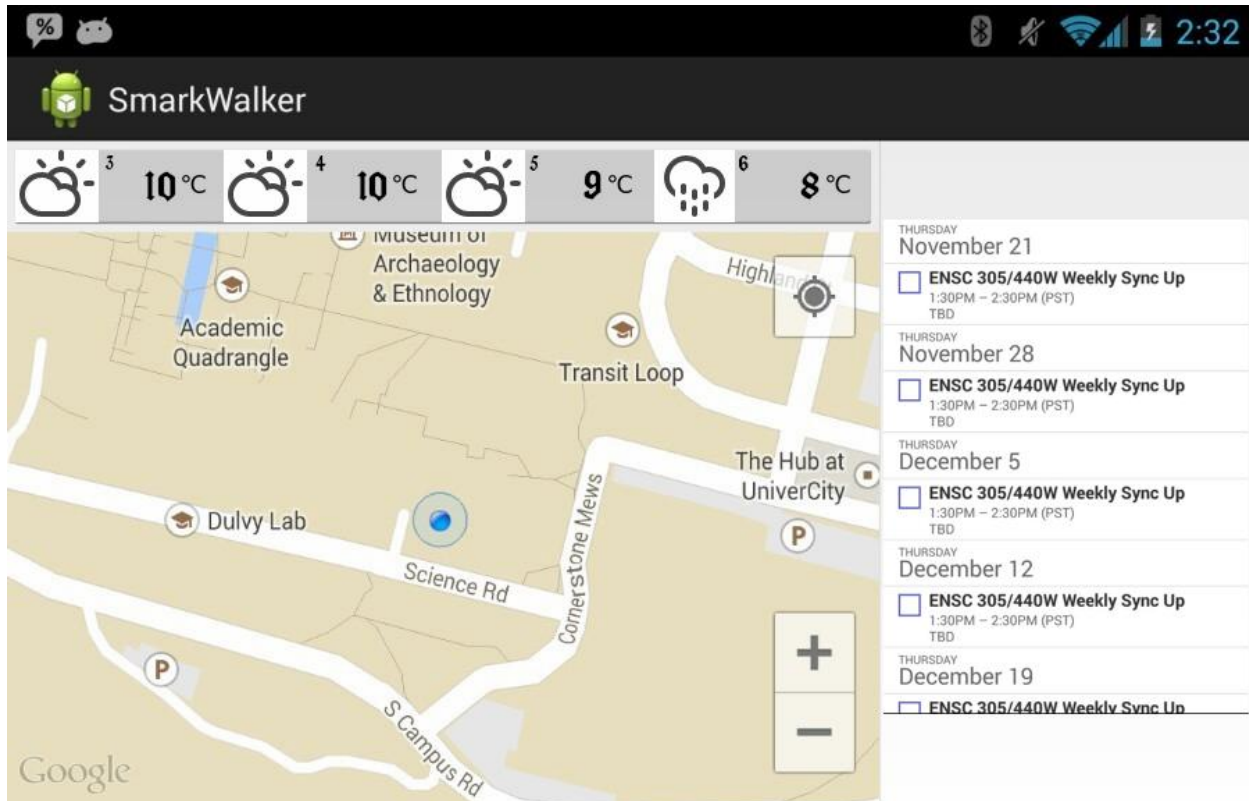 % 2:32
SmarkWalker
3 10 °C 4 10 °C 5 9 °C 6 8 °C
Museum of
Archaeology
& Ethnology
Highland
Academic
Quadrangle
Transit Loop
The Hub at
UniverCity
P
Dulvy Lab
Science Rd
Cornerstone Mews
P
S Campus Rd
+
−
Google
THURSDAY
November 21
ENSC 305/440W Weekly Sync Up
1:30PM – 2:30PM (PST)
TBD
THURSDAY
November 28
ENSC 305/440W Weekly Sync Up
1:30PM – 2:30PM (PST)
TBD
THURSDAY
December 5
ENSC 305/440W Weekly Sync Up
1:30PM – 2:30PM (PST)
TBD
THURSDAY
December 12
ENSC 305/440W Weekly Sync Up
1:30PM – 2:30PM (PST)
TBD
THURSDAY
December 19
ENSC 305/440W Weekly Sync Up